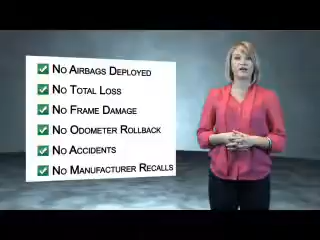 No Airbags Deployed
No Total Loss
No Frame Damage
No Odometer Rollback
No Accidents
No Manufacturer Recalls